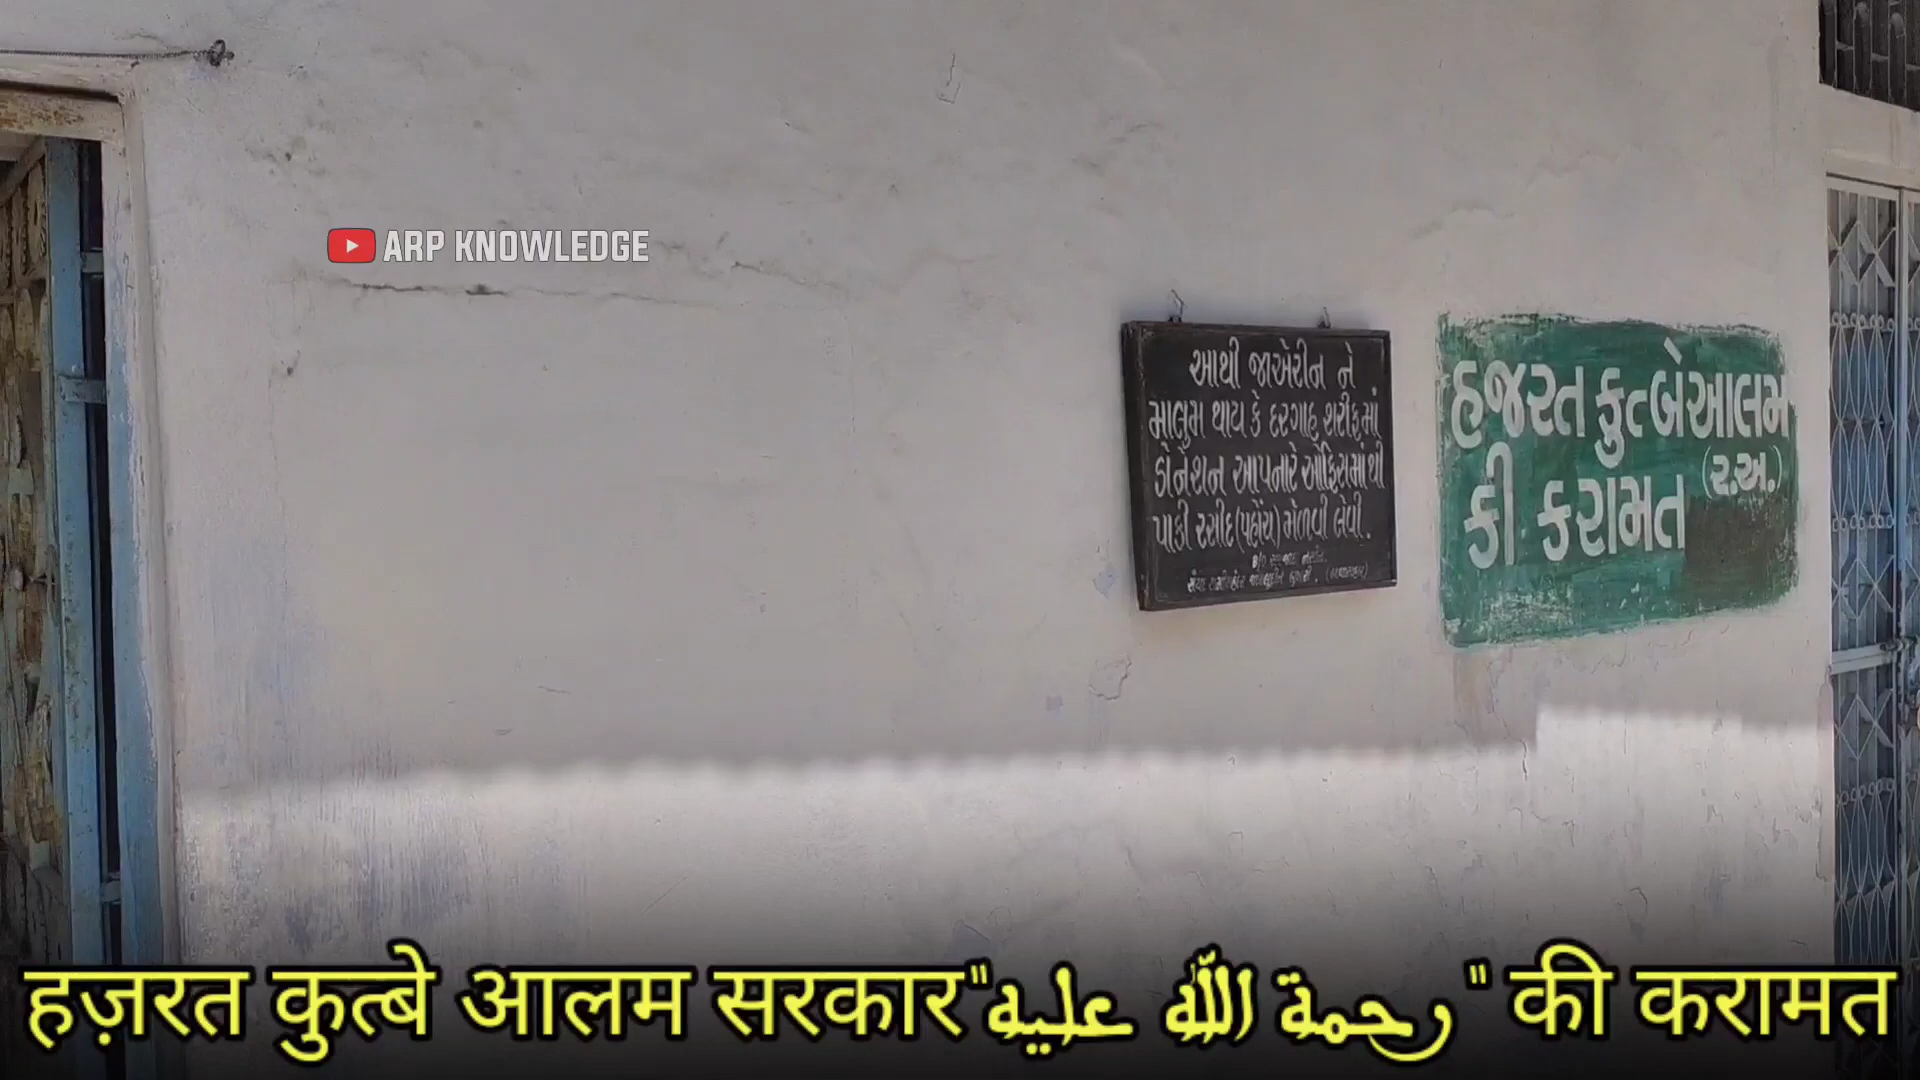 ARP KNOWLEDGE
આથી જાએરીન ને
માલુમ થાય કે દરગાહ શરીફમાં
ડોનેશન આપનારે ઓફિસમાંથી
પાકી રસીદ (પહોંચ) મેળવી લેવી.
હજરત કુત્બેઆલમ
(ર.અ.)
કી કરામત
हज़रत कुत्बे आलम सरकार "رحمة الله عليه" की करामत